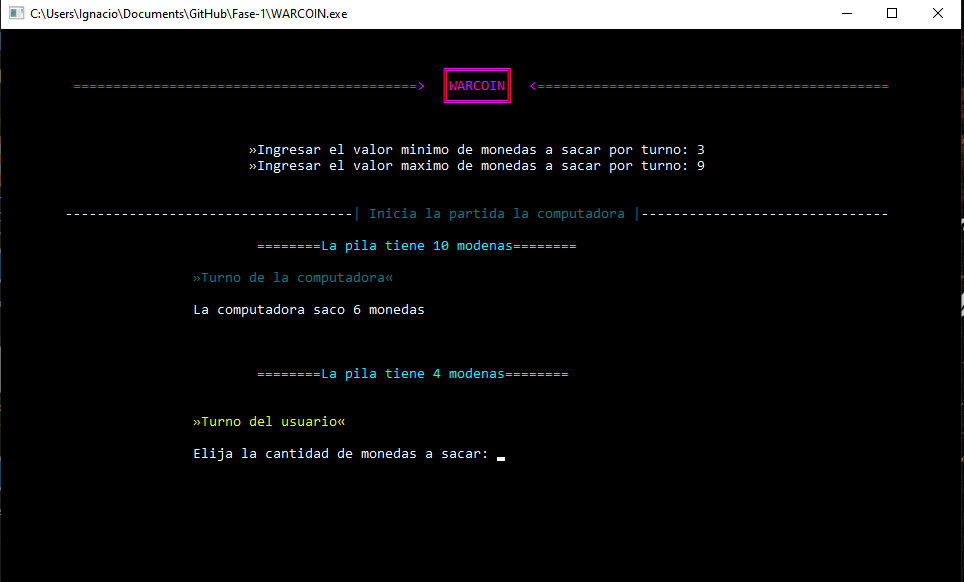 C:\Users\Ignacio\Documents\GitHub\Fase-1\WARCOIN.exe
===========================================> WARCOIN <============================================
»Ingresar el valor minimo de monedas a sacar por turno: 3
»Ingresar el valor maximo de monedas a sacar por turno: 9
------------------------------------| Inicia la partida la computadora |-------------------------------
========La pila tiene 10 modenas========
»Turno de la computadora«
La computadora saco 6 monedas
========La pila tiene 4 modenas========
»Turno del usuario«
Elija la cantidad de monedas a sacar: